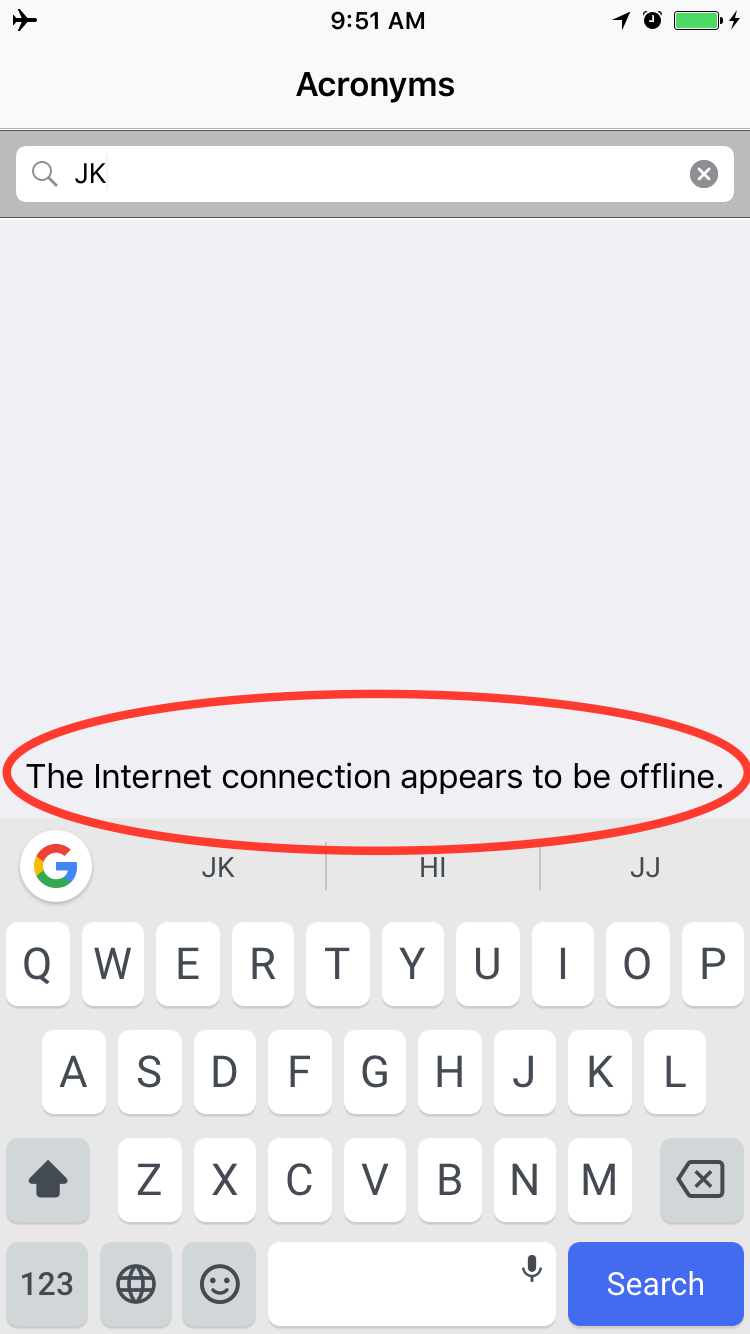 9:51 AM
Acronyms
JK
The Internet connection appears to be offline.
JK HI JJ
Q W E R T Y U I O P
A S D F G H J K L
Z X C V B N M
123 Search